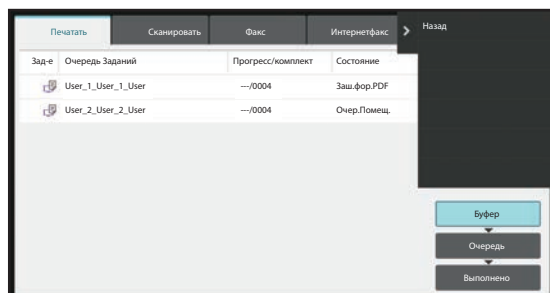 Печатать Сканировать Факс Интернетфакс Назад
Зад-е Очередь Заданий Прогресс/комплект Состояние
User_1_User_1_User ---/0004 Заш.фор.PDF
User_2_User_2_User ---/0004 Очер.Помещ.
Буфер
Очередь
Выполнено